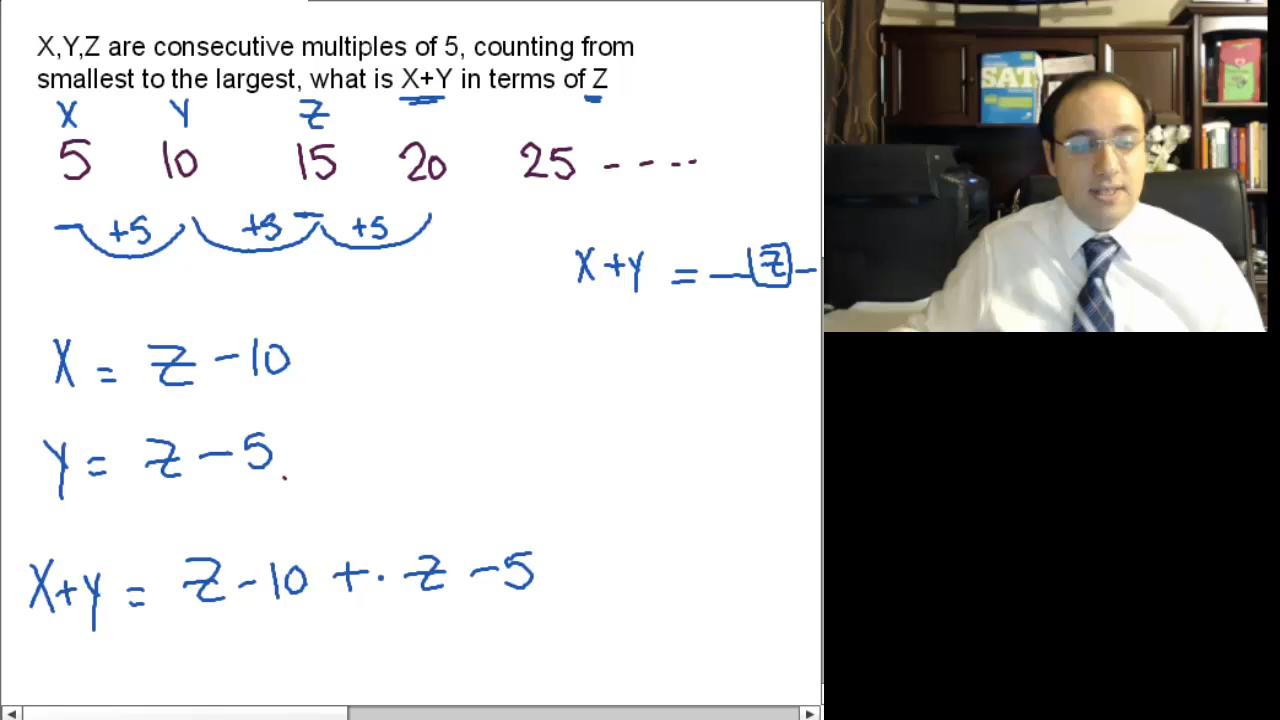 X,Y,Z are consecutive multiples of 5, counting from
smallest to the largest, what is X+Y in terms of Z
X Y Z
5 10 15 20 25 ----
+5 +5 +5
X+Y = Z
X = Z - 10
Y = Z - 5
X+Y = Z - 10 + Z - 5
SAT